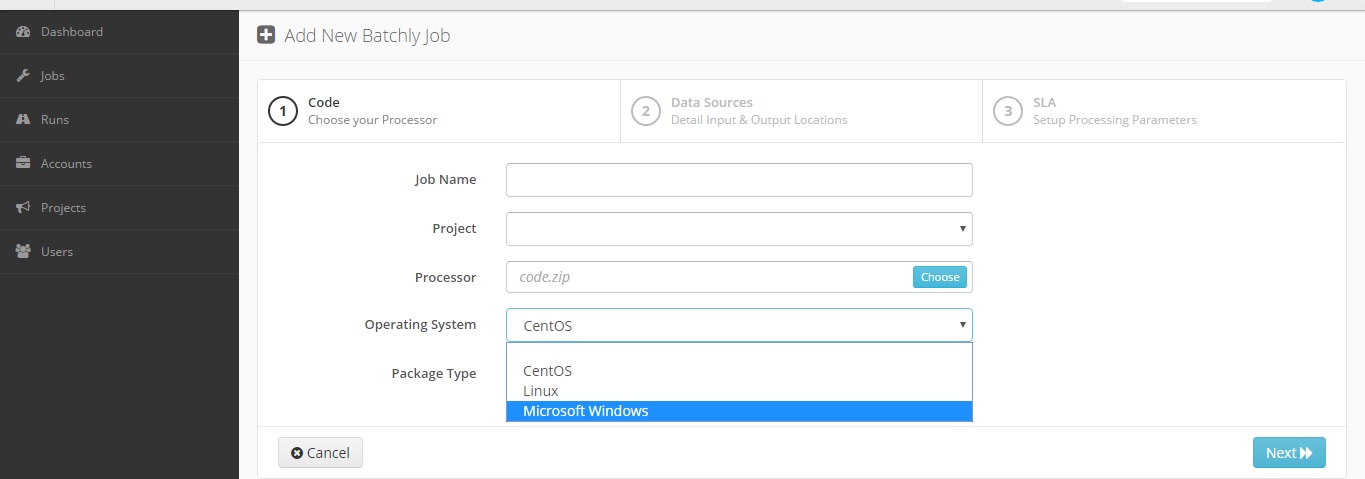 Dashboard
Jobs
Runs
Accounts
Projects
Users
Add New Batchly Job
1
Code
Choose your Processor
2
Data Sources
Detail Input & Output Locations
3
SLA
Setup Processing Parameters
Job Name
Project
Processor
code.zip
Choose
Operating System
CentOS
CentOS
Linux
Microsoft Windows
Package Type
Cancel
Next